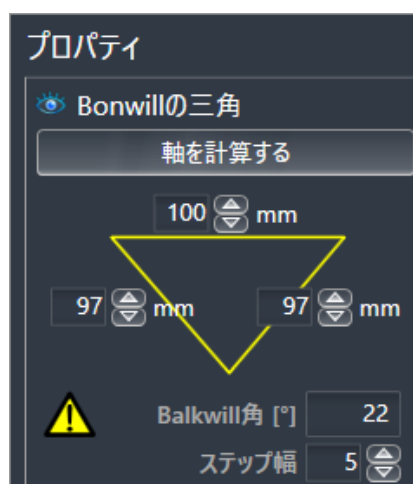 プロパティ
Bonwillの三角
軸を計算する
100 mm
97 mm 97 mm
Balkwill角 [°] 22
ステップ幅 5